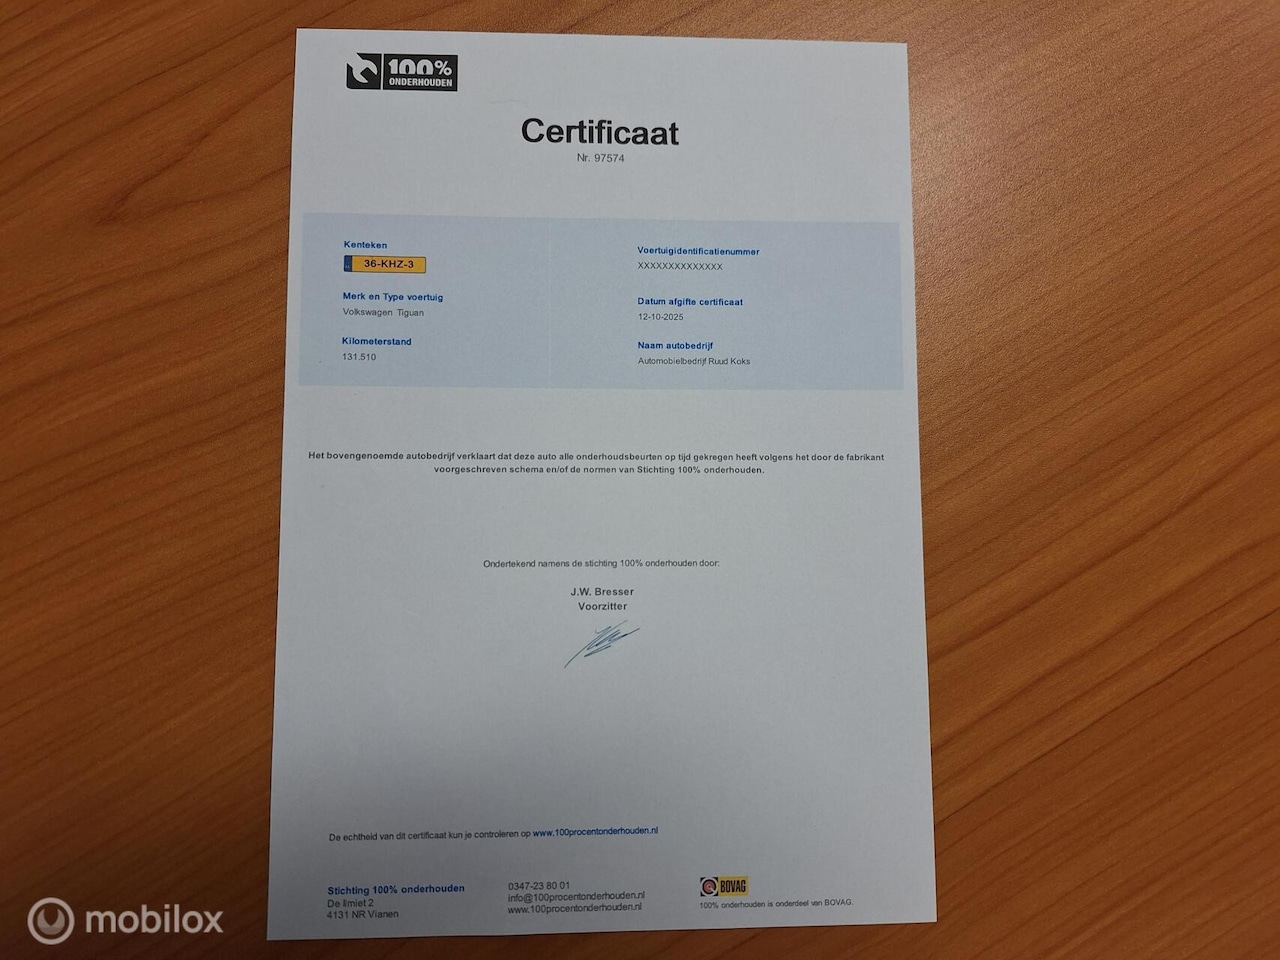 100%
ONDERHOUDEN
Certificaat
Nr. 97574
Kenteken
36-KHZ-3
Merk en Type voertuig
Volkswagen Tiguan
Kilometerstand
131.510
Voertuigidentificatienummer
XXXXXXXXXXXXXX
Datum afgifte certificaat
12-10-2025
Naam autobedrijf
Automobielbedrijf Ruud Koks
Het bovengenoemde autobedrijf verklaart dat deze auto alle onderhoudsbeurten op tijd gekregen heeft volgens het door de fabrikant
voorgeschreven schema en/of de normen van Stichting 100% onderhouden.
Ondertekend namens de stichting 100% onderhouden door:
J.W. Bresser
Voorzitter
De echtheid van dit certificaat kun je controleren op www.100procentonderhouden.nl
Stichting 100% onderhouden
De limiet 2
4131 NR Vianen
0347-23 80 01
info@100procentonderhouden.nl
www.100procentonderhouden.nl
BOVAG
100% onderhouden is onderdeel van BOVAG.
mobilox